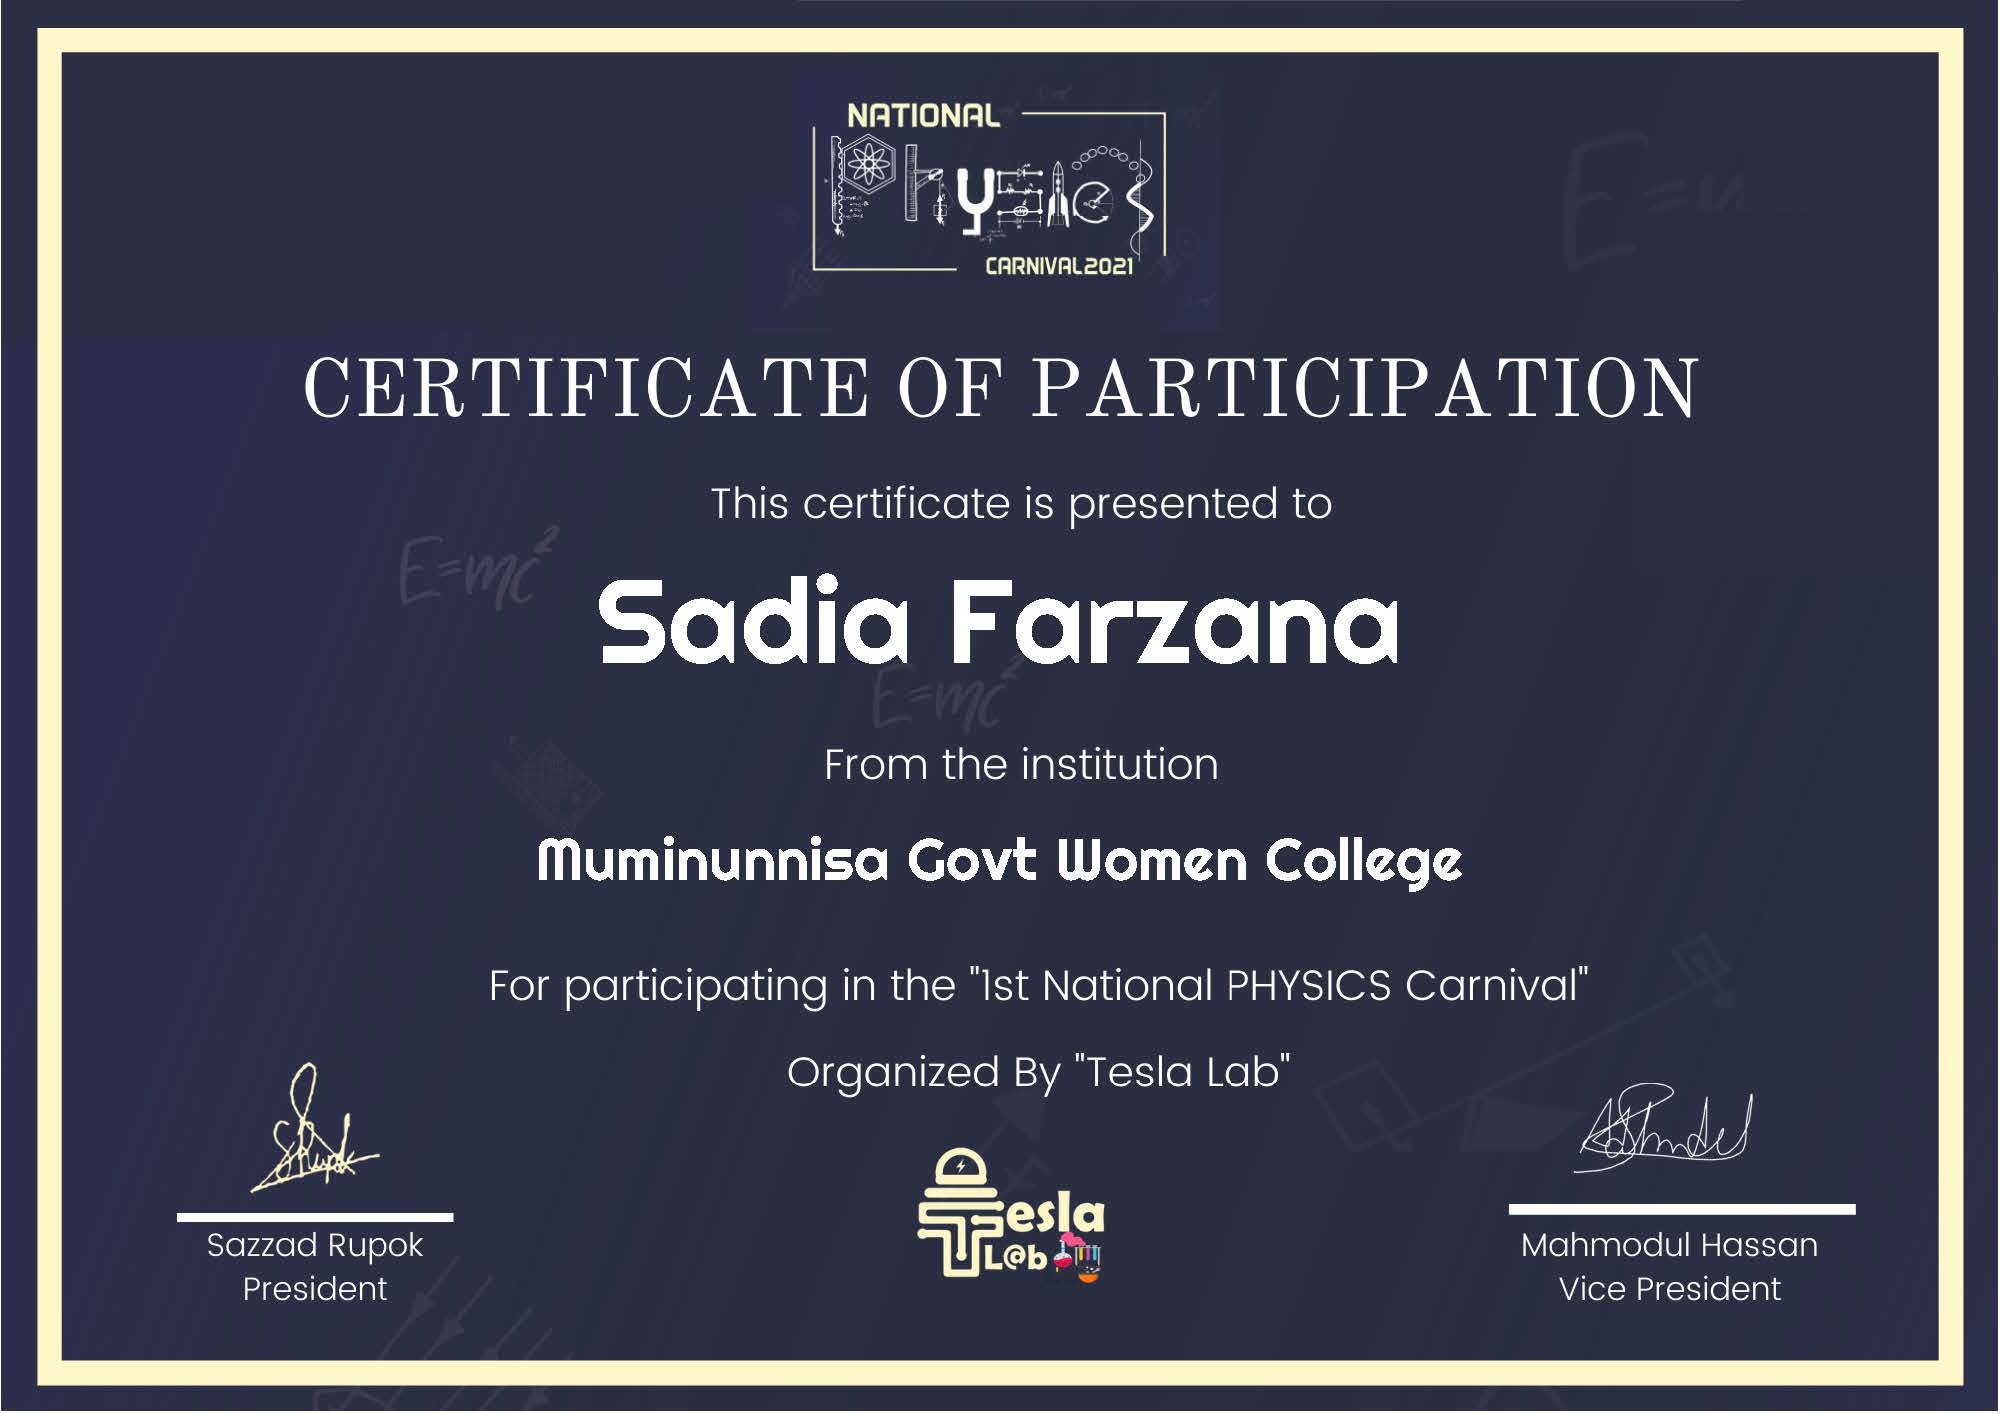 NATIONAL
Physics
CARNIVAL2021
CERTIFICATE OF PARTICIPATION
This certificate is presented to
E=mc²
Sadia Farzana
E=mc²
From the institution
Muminunnisa Govt Women College
For participating in the "1st National PHYSICS Carnival"
Organized By "Tesla Lab"
Tesla
L@b
Sazzad Rupok
President
Mahmodul Hassan
Vice President